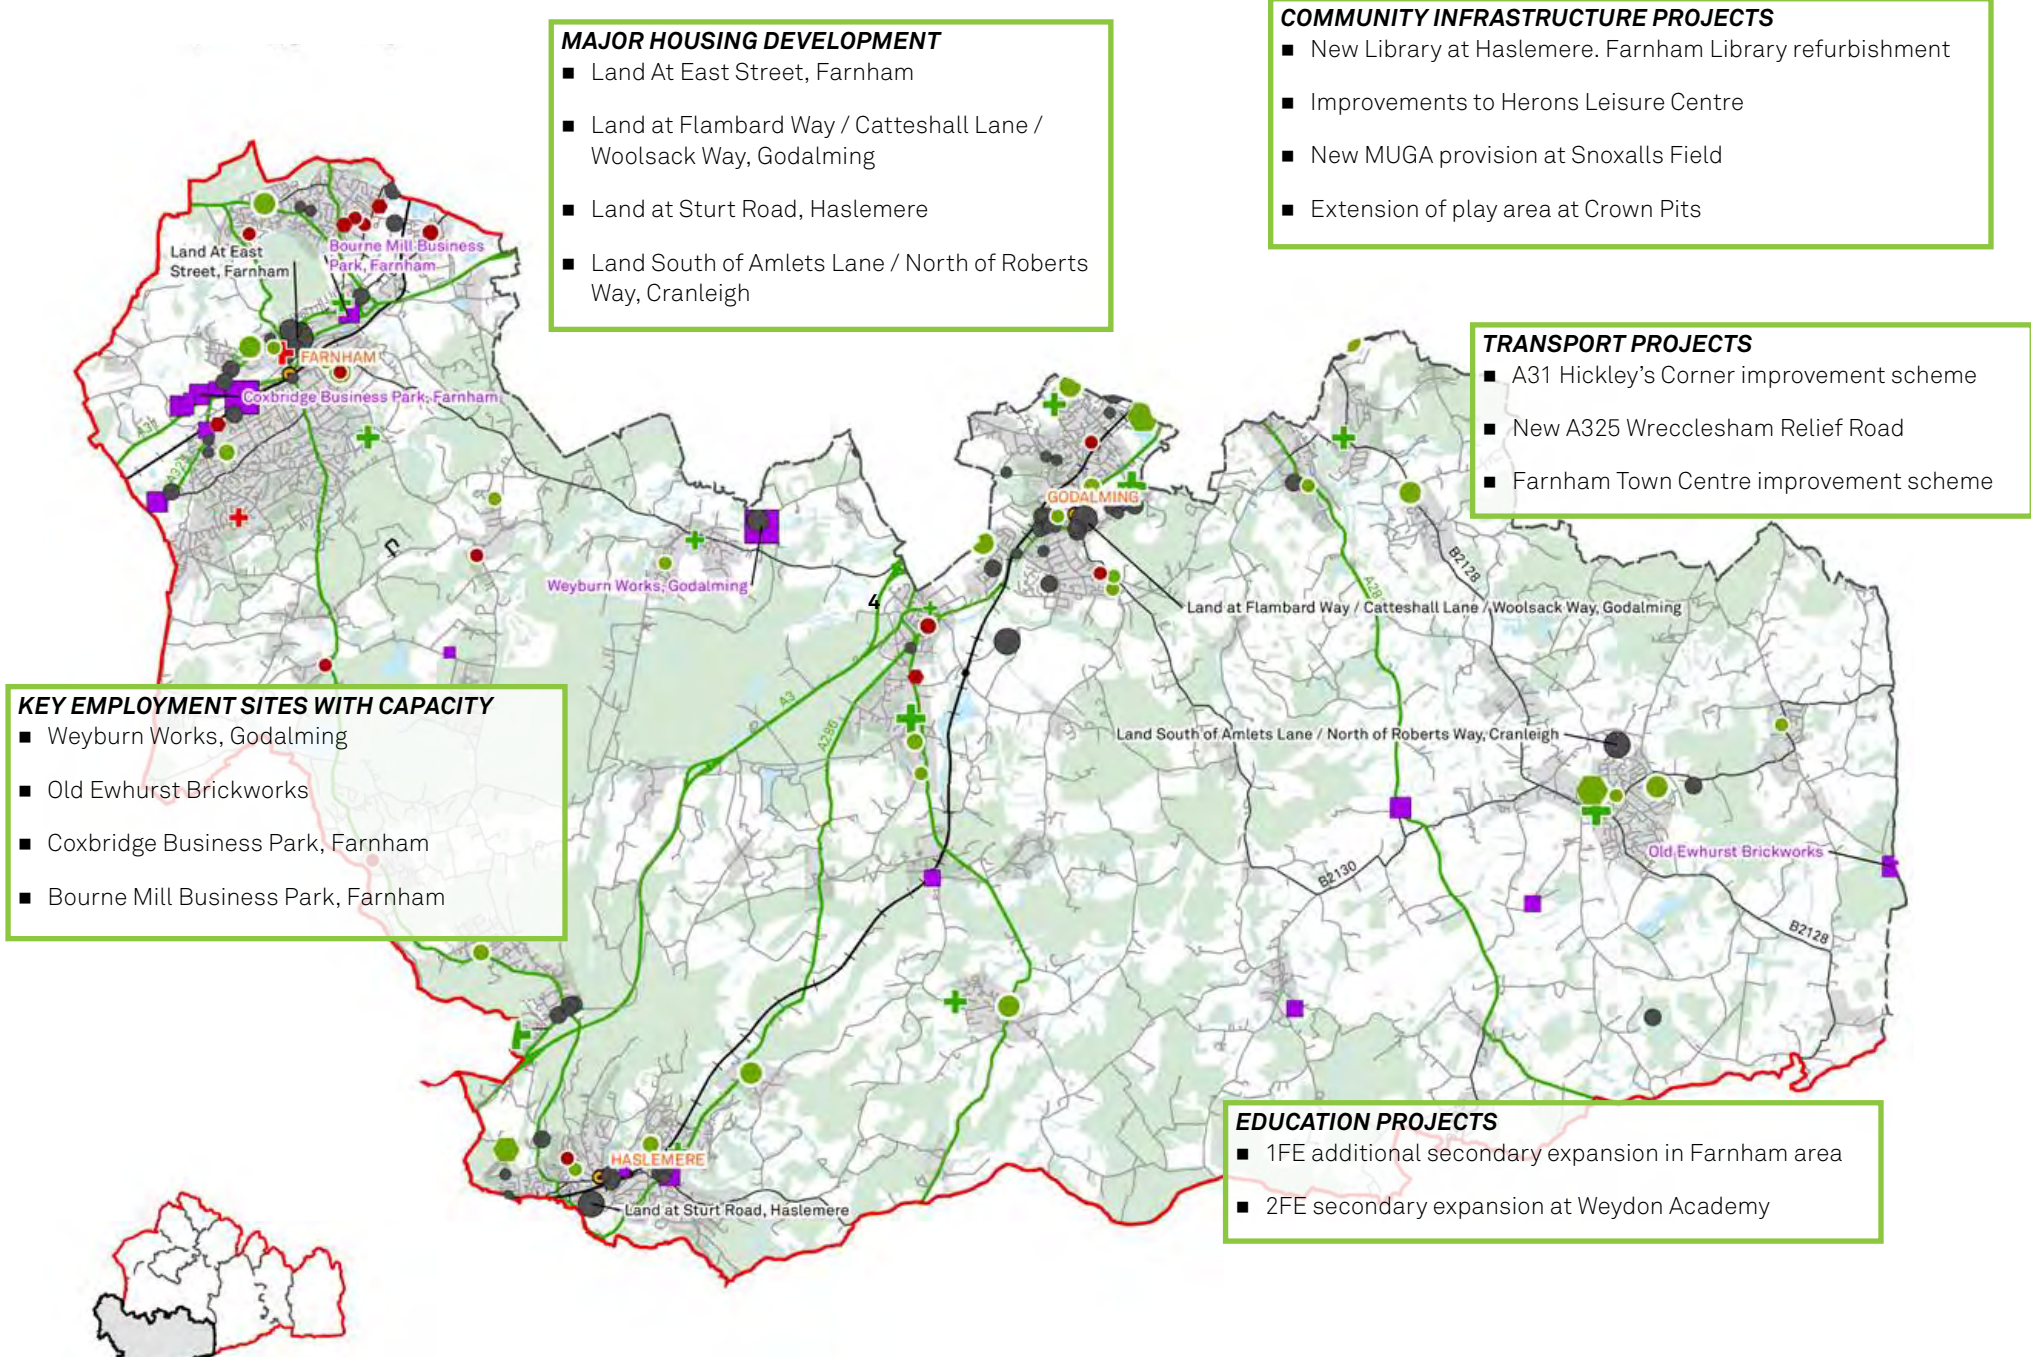 COMMUNITY INFRASTRUCTURE PROJECTS
■ New Library at Haslemere. Farnham Library refurbishment
■ Improvements to Herons Leisure Centre
■ New MUGA provision at Snoxalls Field
■ Extension of play area at Crown Pits
MAJOR HOUSING DEVELOPMENT
■ Land At East Street, Farnham
■ Land at Flambard Way / Catteshall Lane /
Woolsack Way, Godalming
■ Land at Sturt Road, Haslemere
■ Land South of Amlets Lane / North of Roberts
Way, Cranleigh
TRANSPORT PROJECTS
■ A31 Hickley's Corner improvement scheme
■ New A325 Wrecclesham Relief Road
■ Farnham Town Centre improvement scheme
Land At East
Street, Farnham
Bourne Mill Business
Park, Farnham
FARNHAM
Coxbridge Business Park, Farnham
A31
GODALMING
B2128
Weyburn Works, Godalming
4
Land at Flambard Way / Catteshall Lane / Woolsack Way, Godalming
KEY EMPLOYMENT SITES WITH CAPACITY
■ Weyburn Works, Godalming
■ Old Ewhurst Brickworks
■ Coxbridge Business Park, Farnham
■ Bourne Mill Business Park, Farnham
A3
A286
Land South of Amlets Lane / North of Roberts Way, Cranleigh
Old Ewhurst Brickworks
B2130
B2128
EDUCATION PROJECTS
■ 1FE additional secondary expansion in Farnham area
■ 2FE secondary expansion at Weydon Academy
HASLEMERE
Land at Sturt Road, Haslemere